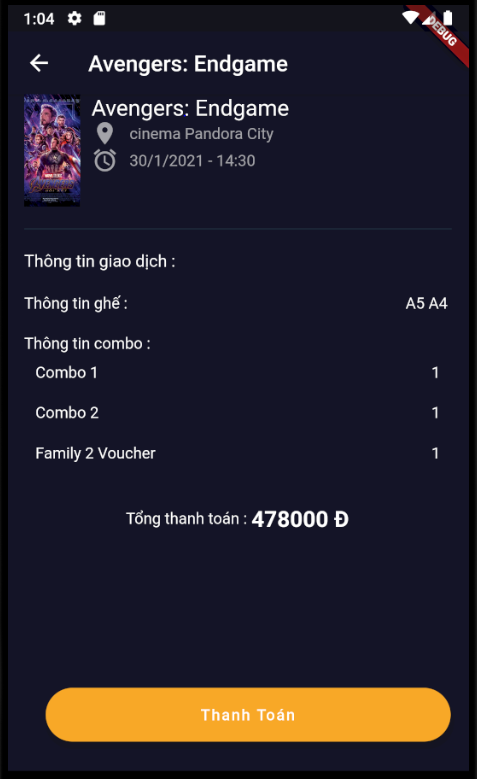 1:04
DEBUG
Avengers: Endgame
Avengers: Endgame
cinema Pandora City
30/1/2021 - 14:30
Thông tin giao dịch :
Thông tin ghế : A5 A4
Thông tin combo :
Combo 1 1
Combo 2 1
Family 2 Voucher 1
Tổng thanh toán : 478000 Đ
Thanh Toán